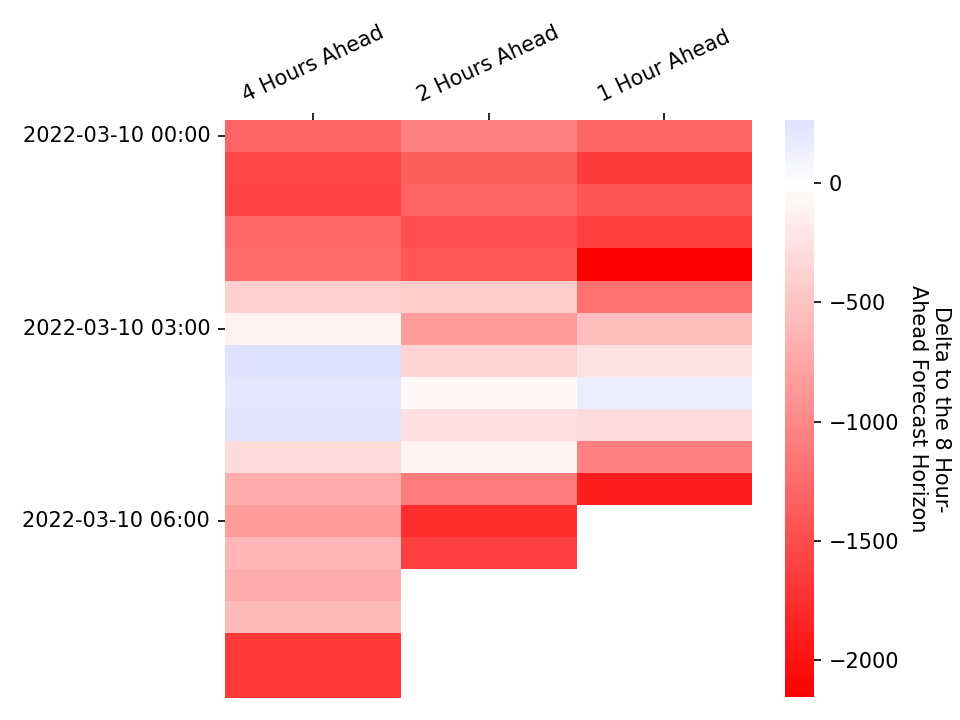 4 Hours Ahead
2 Hours Ahead
1 Hour Ahead
2022-03-10 00:00
2022-03-10 03:00
2022-03-10 06:00
0
−500
−1000
−1500
−2000
Delta to the 8 Hour-
Ahead Forecast Horizon